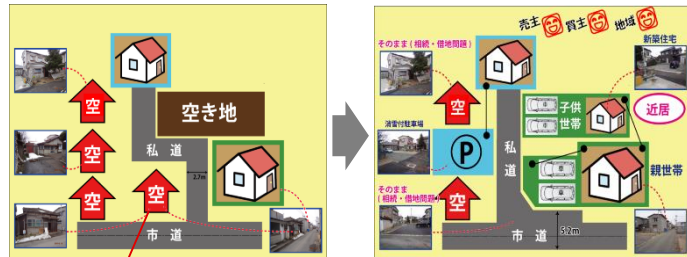 空
空き地
空
私 道
2.7m
空
空
市 道
売主
買主
地域
そのまま(相続・借地問題)
新築住宅
空
子供
世帯
近居
消雪付駐車場
P
私
道
親世帯
そのまま
(相続・借地問題)
空
市 道
5.2m